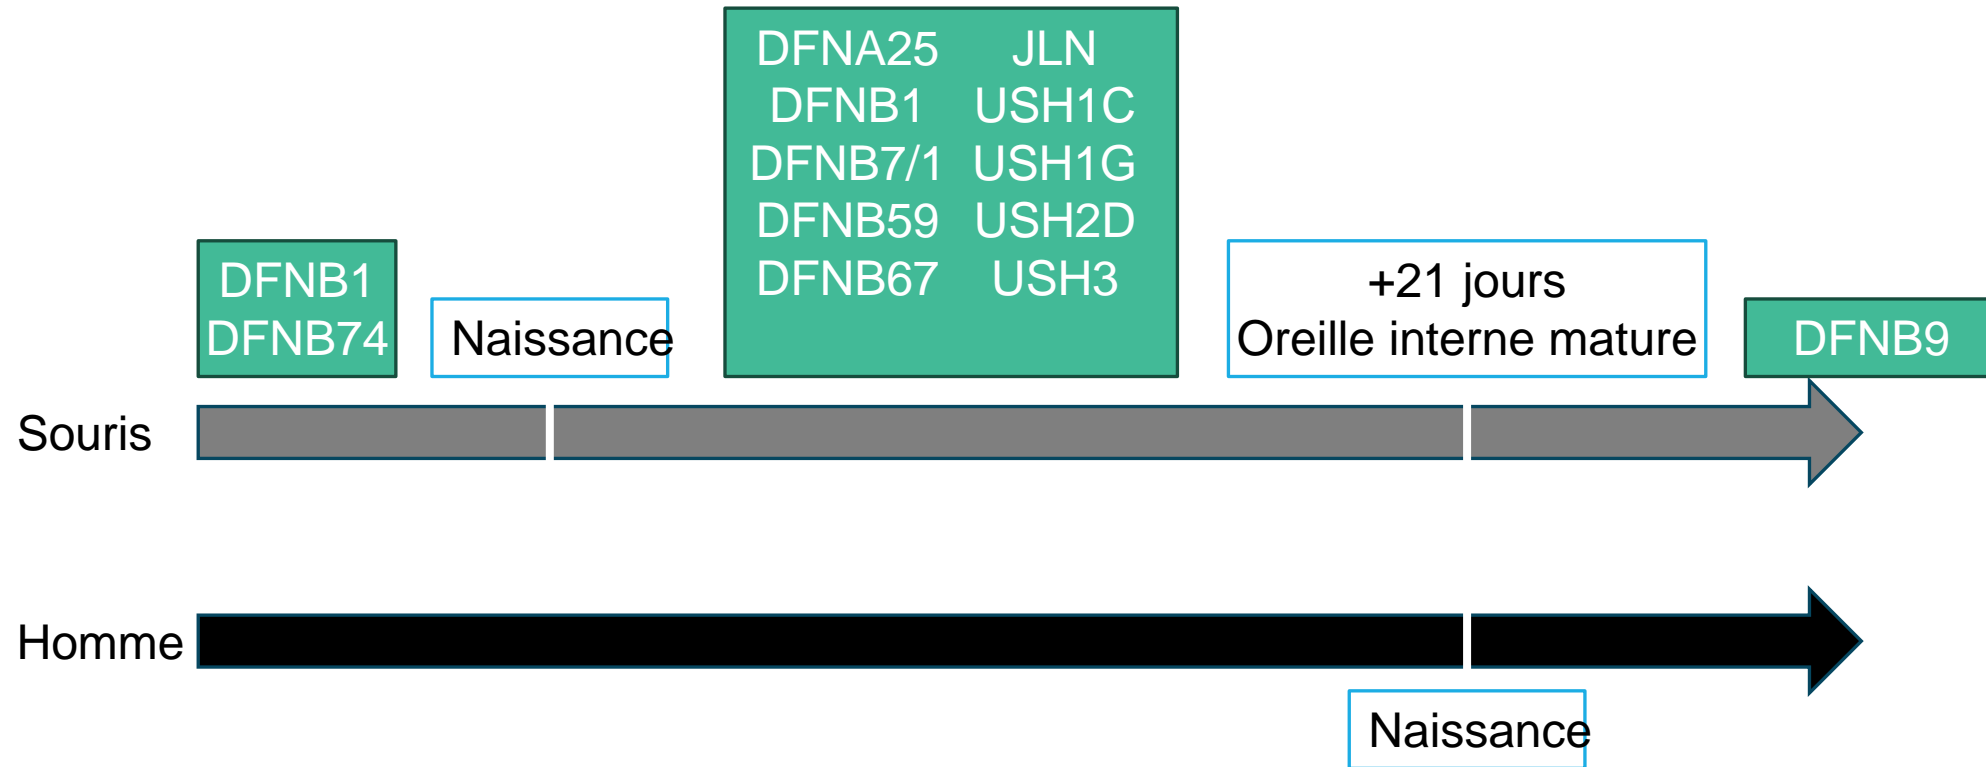 DFNA25 JLN
DFNB1 USH1C
DFNB7/1 USH1G
DFNB59 USH2D
DFNB67 USH3
DFNB1
DFNB74
Naissance
+21 jours
Oreille interne mature
DFNB9
Souris
Homme
Naissance